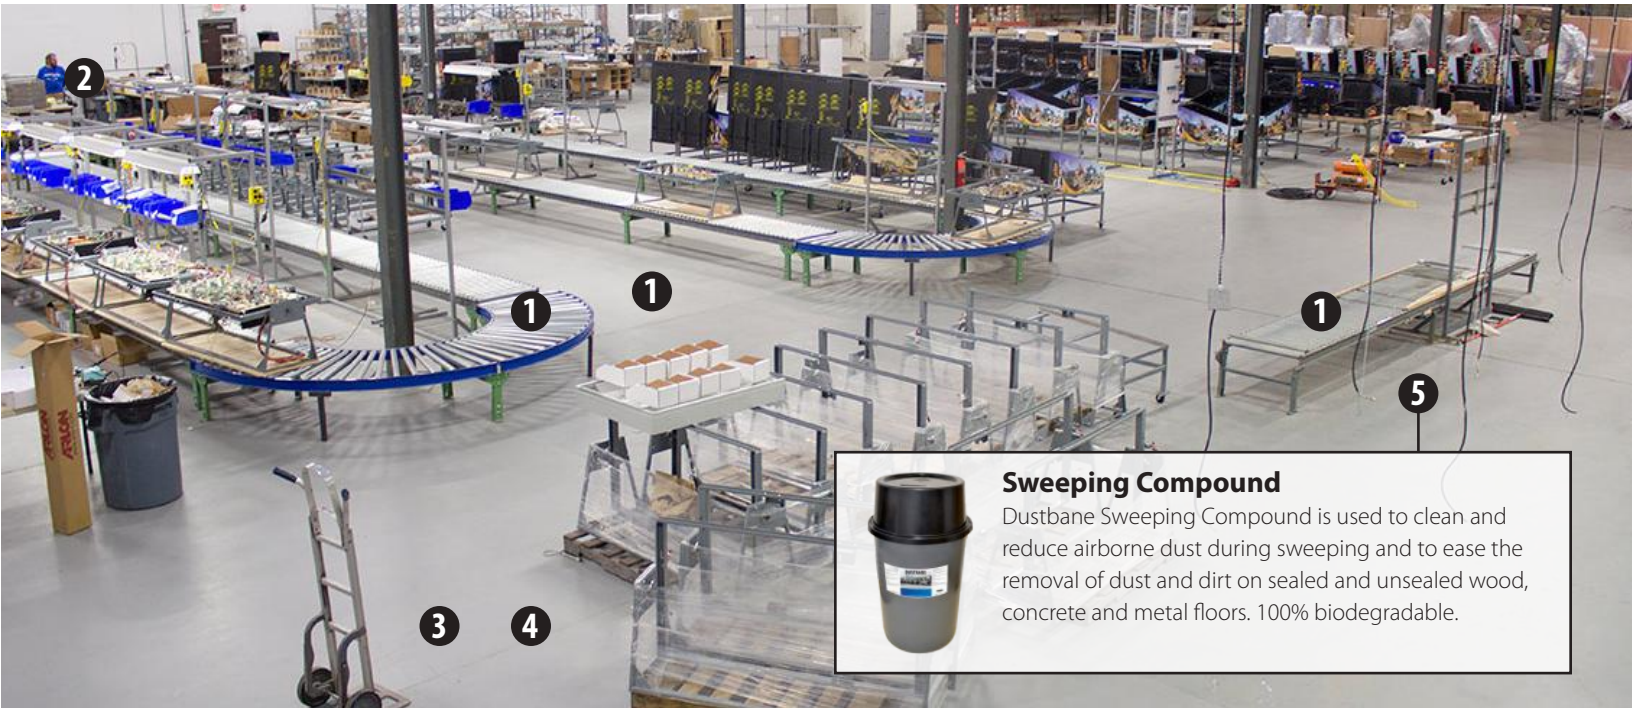 2
1
1
1
5
ARLON
ARLON
Sweeping Compound
Dustbane Sweeping Compound is used to clean and
reduce airborne dust during sweeping and to ease the
removal of dust and dirt on sealed and unsealed wood,
concrete and metal floors. 100% biodegradable.
3
4